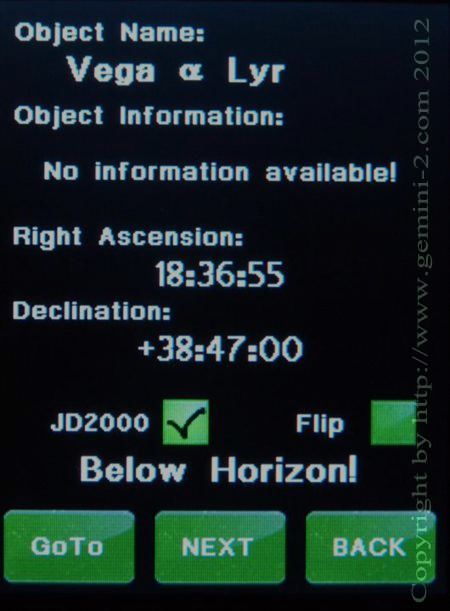 Object Name:
Vega α Lyr
Object Information:
No information available!
Right Ascension:
18:36:55
Declination:
+38:47:00
JD2000 Flip
Below Horizon!
GoTo NEXT BACK
Copyright by http://www.gemini-2.com 2012